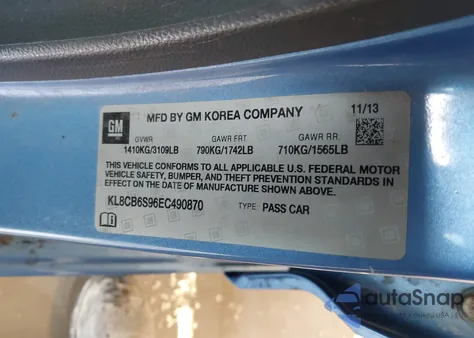 GM
MFD BY GM KOREA COMPANY
11/13
GVWR GAWR FRT GAWR RR.
1410KG/3109LB 790KG/1742LB 710KG/1565LB
THIS VEHICLE CONFORMS TO ALL APPLICABLE U.S. FEDERAL MOTOR
VEHICLE SAFETY, BUMPER, AND THEFT PREVENTION STANDARDS IN
EFFECT ON THE DATE OF MANUFACTURE SHOWN ABOVE.
KL8CB6S96EC490870 TYPE: PASS CAR
autaSnap